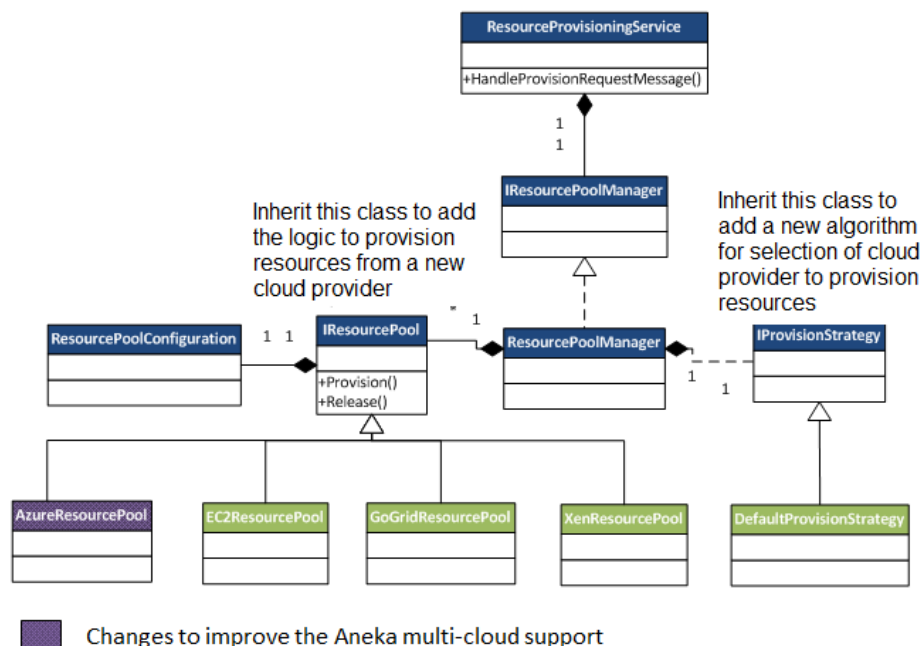 ResourceProvisioningService
+HandleProvisionRequestMessage()
1
1
IResourcePoolManager
Inherit this class to add
the logic to provision
resources from a new
cloud provider
Inherit this class to
add a new algorithm
for selection of cloud
provider to provision
resources
ResourcePoolConfiguration
1 1
IResourcePool
+Provision()
+Release()
* 1
ResourcePoolManager
1
1
IProvisionStrategy
AzureResourcePool
EC2ResourcePool
GoGridResourcePool
XenResourcePool
DefaultProvisionStrategy
Changes to improve the Aneka multi-cloud support